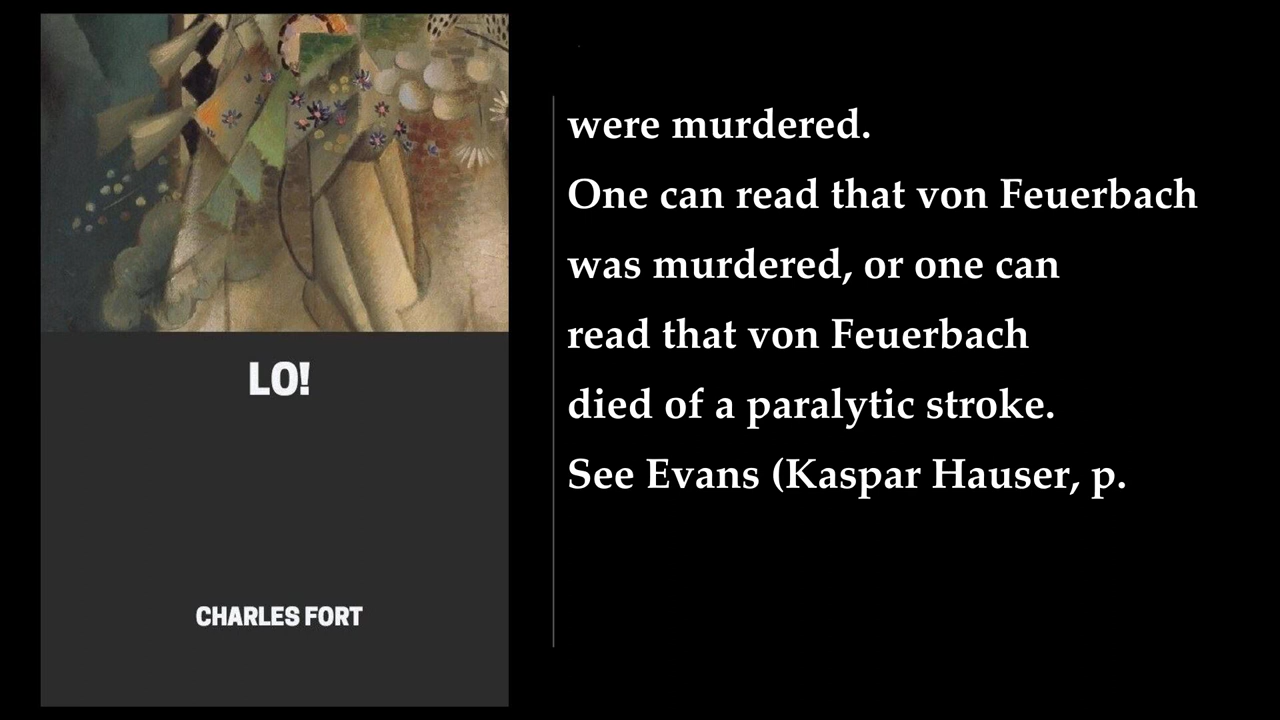 LO!
CHARLES FORT
were murdered.
One can read that von Feuerbach
was murdered, or one can
read that von Feuerbach
died of a paralytic stroke.
See Evans (Kaspar Hauser, p.